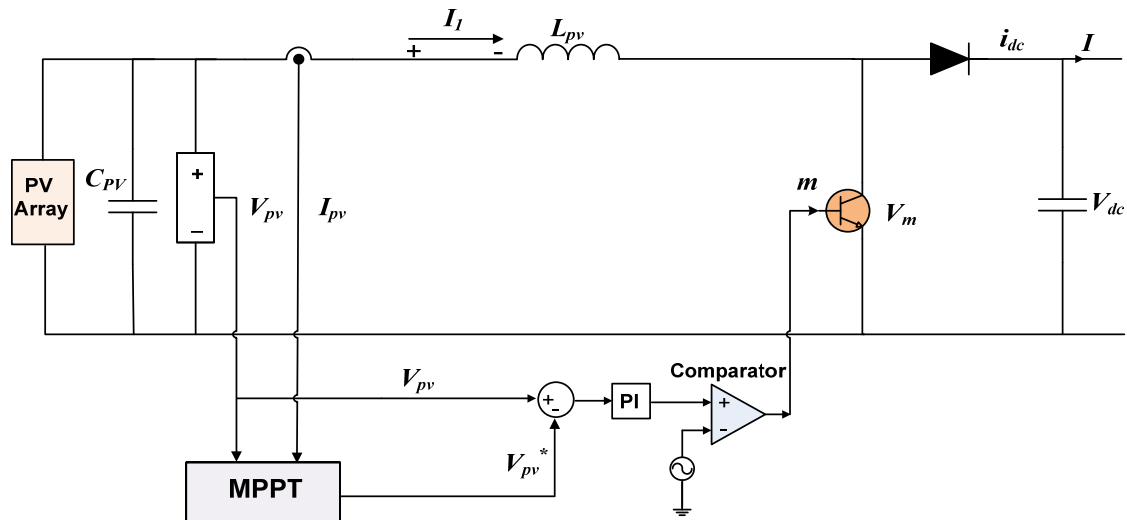 I₁
+ -
Lpv
idc
I
PV
Array
CPV
+
−
Vpv
Ipv
m
Vm
Vdc
Comparator
Vpv
+
-
PI
+
-
Vpv*
MPPT